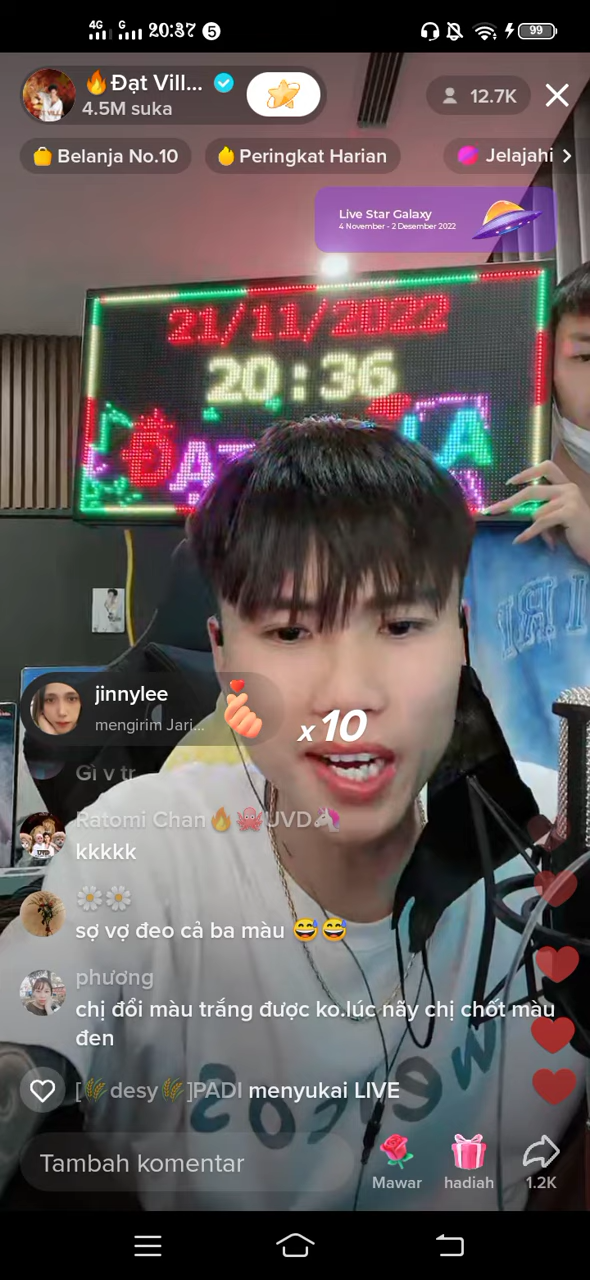 4G G 20:37 5 99
🔥Đạt Vill...
4.5M suka
12.7K
Belanja No.10
Peringkat Harian
Jelajahi
Live Star Galaxy
4 November - 2 Desember 2022
21/11/2022
20:36
jinnylee
mengirim Jari...
x10
Gì v tr
Ratomi Chan🔥🐙UVD🦄
kkkkk
🌼🌼
sợ vợ đeo cả ba màu 😅😅
phương
chị đổi màu trắng được ko.lúc nãy chị chốt màu
đen
[🌾desy🌾]PADI menyukai LIVE
Tambah komentar
Mawar
hadiah
1.2K